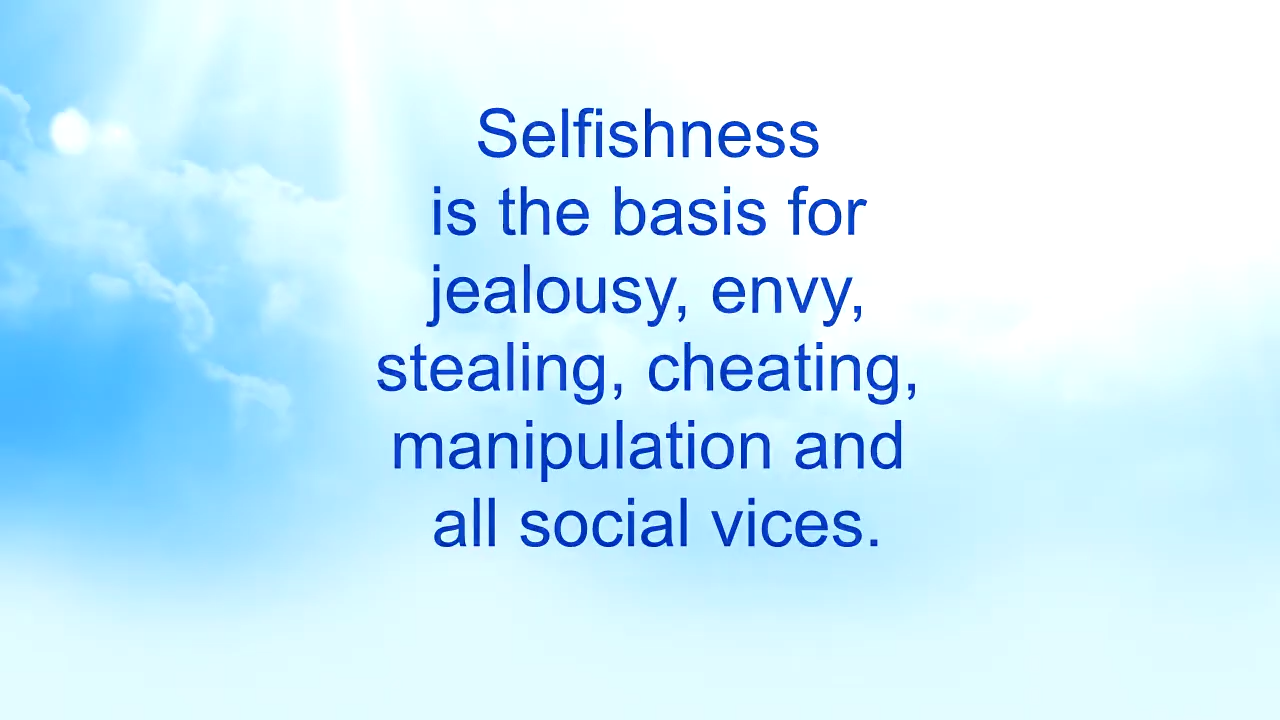 Selfishness
is the basis for
jealousy, envy,
stealing, cheating,
manipulation and
all social vices.